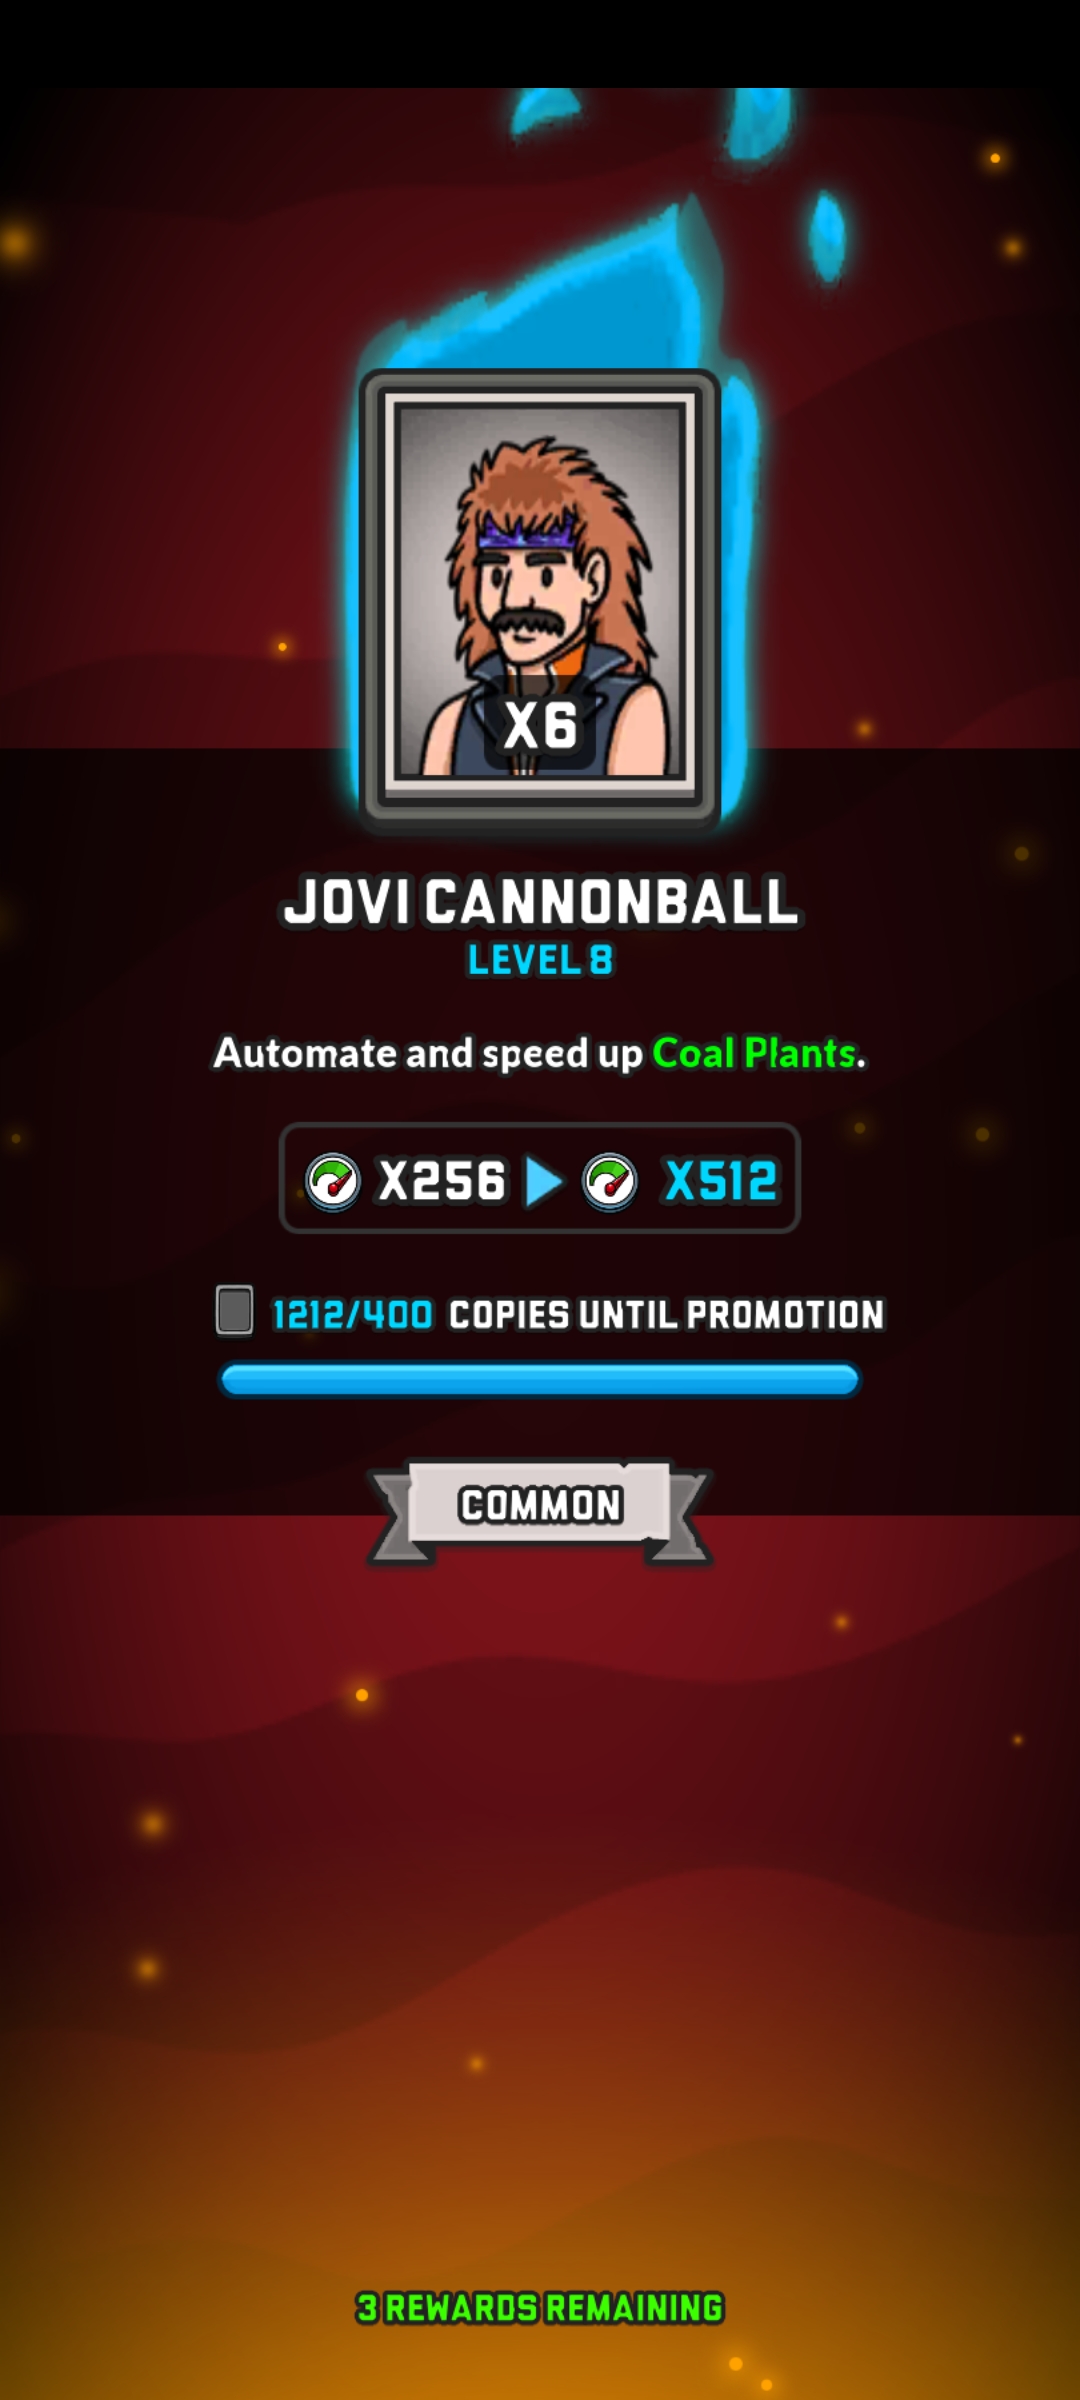 X6
JOVI CANNONBALL
LEVEL 8
Automate and speed up Coal Plants.
X256 X512
1212/400 COPIES UNTIL PROMOTION
COMMON
3 REWARDS REMAINING